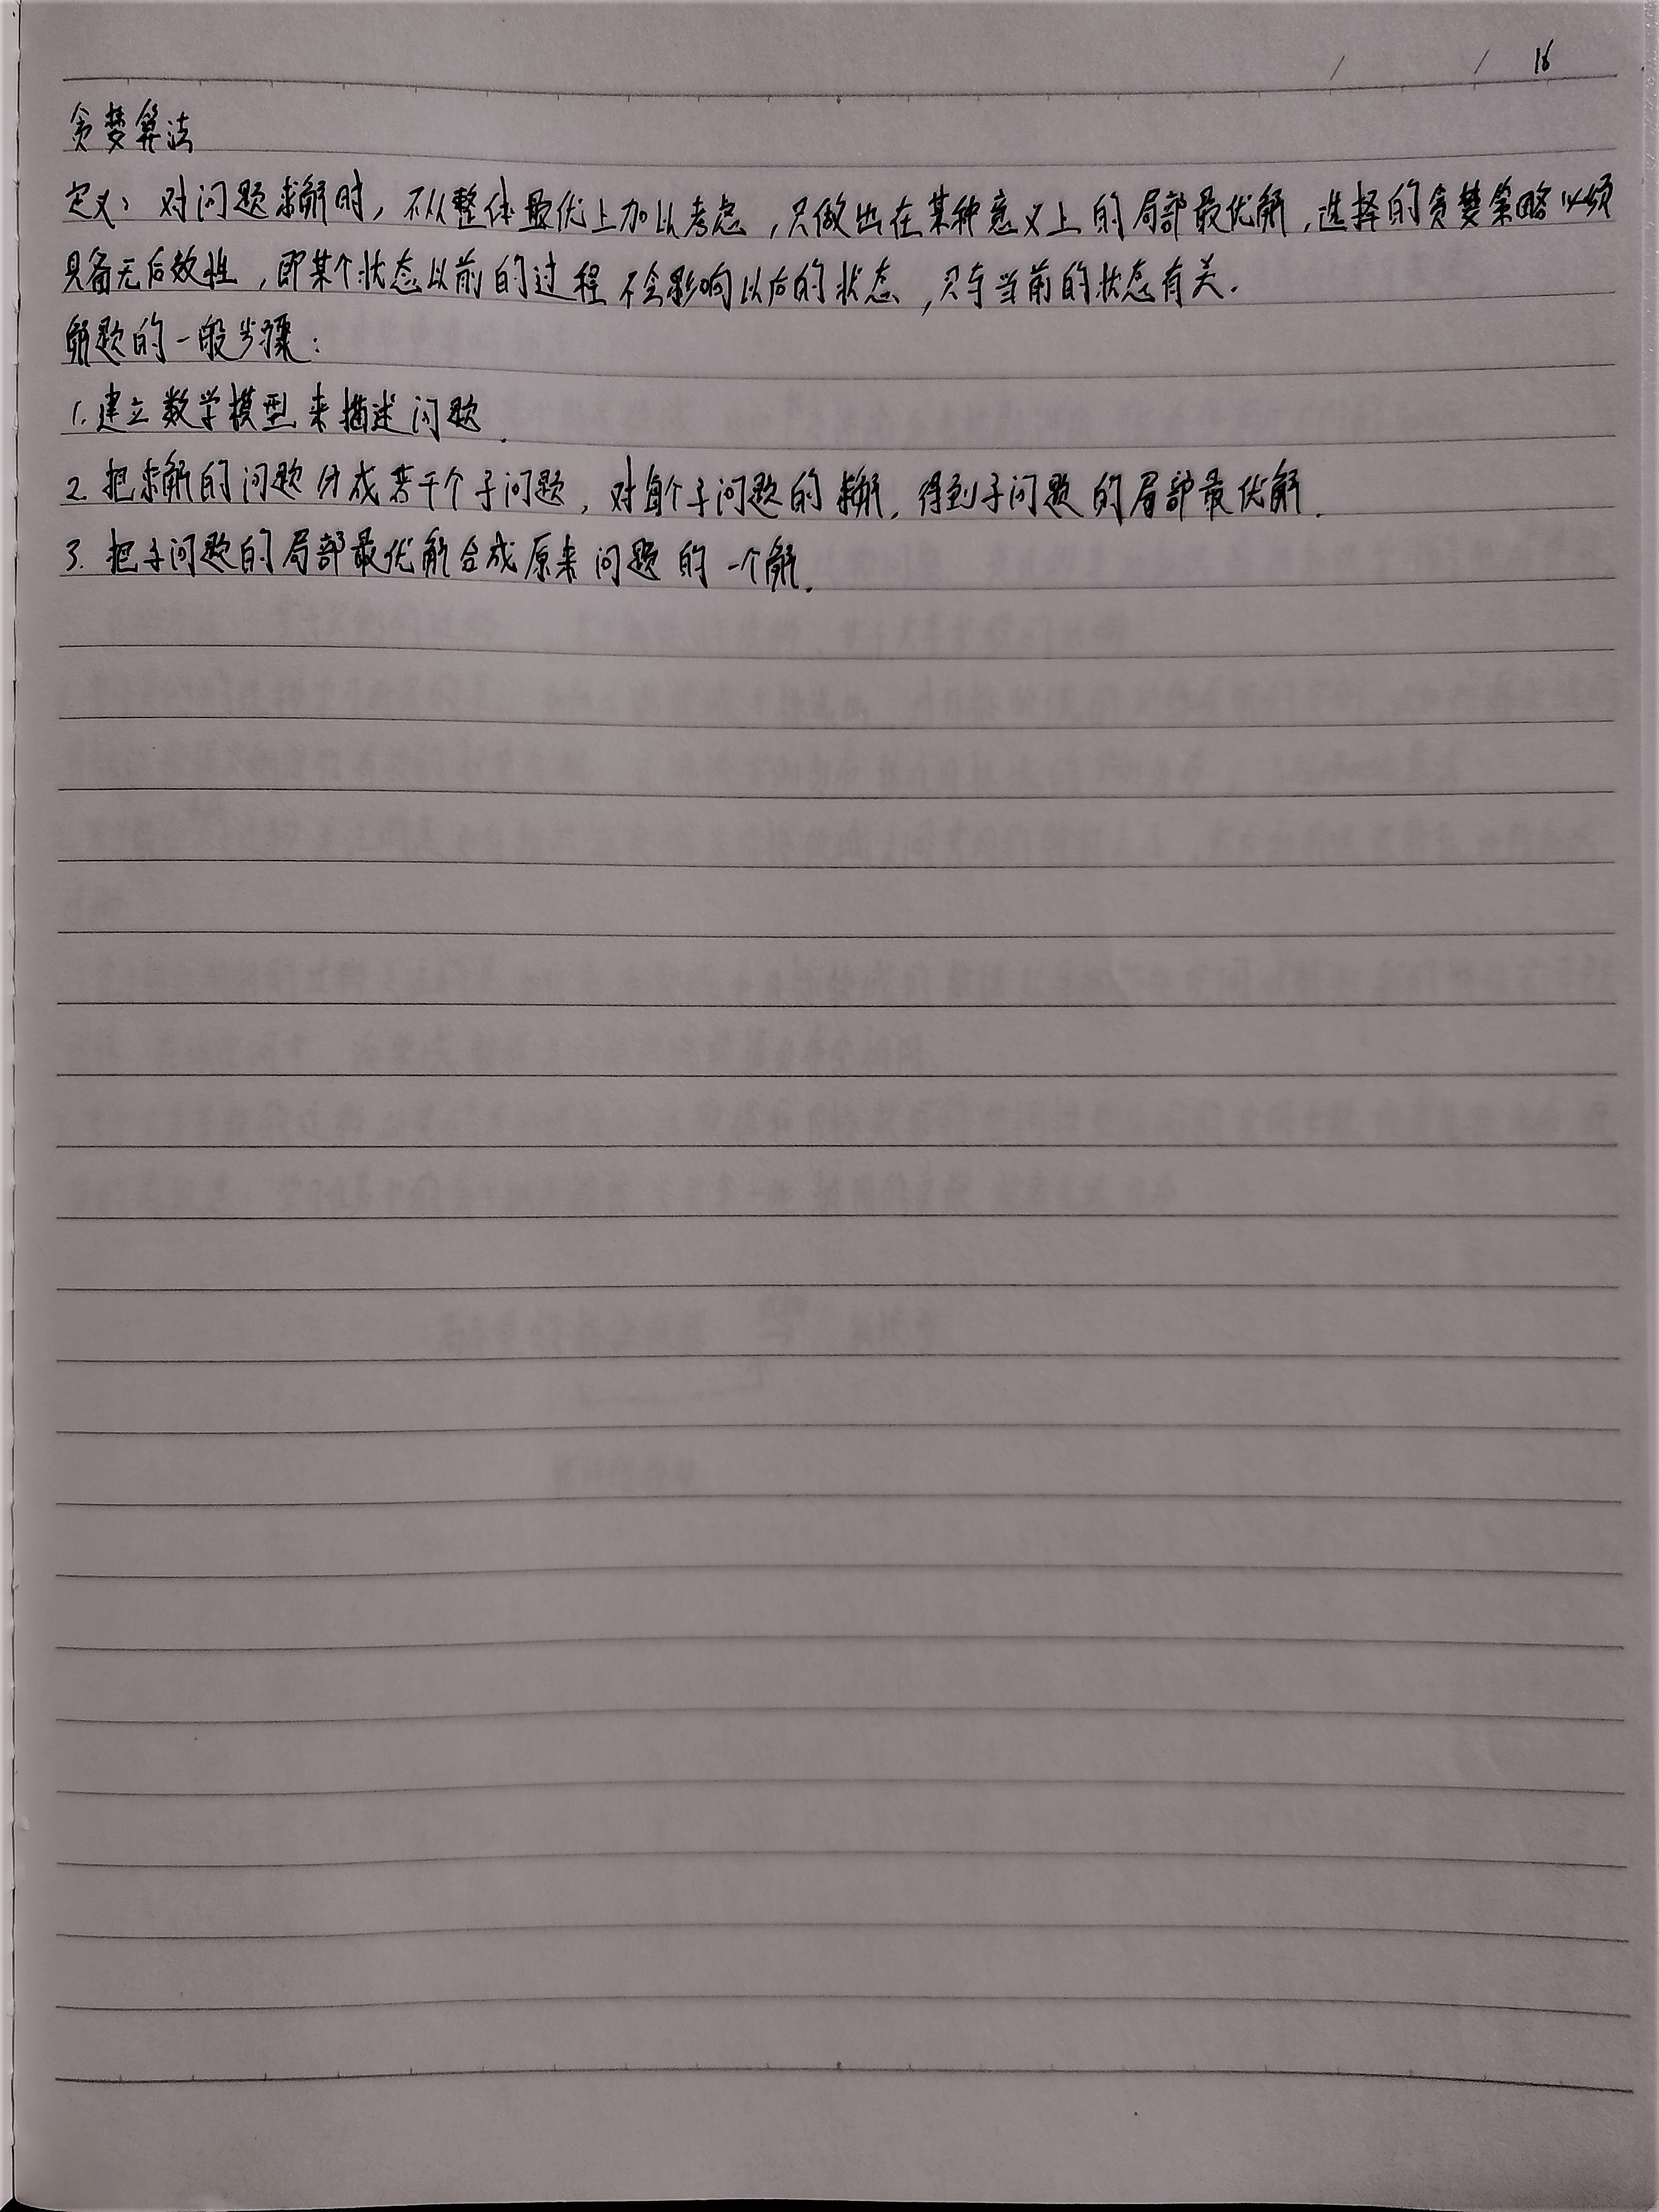 16
贪婪算法
定义: 对问题求解时, 不从整体最优上加以考虑, 只做出在某种意义上的局部最优解, 选择的贪婪策略必须
具备无后效性, 即某个状态以前的过程不会影响以后的状态, 只与当前的状态有关.
解题的一般步骤:
1.建立数学模型来描述问题.
2.把求解的问题分成若干个子问题, 对每个子问题的求解, 得到子问题的局部最优解.
3.把子问题的局部最优解合成原来问题的一个解.